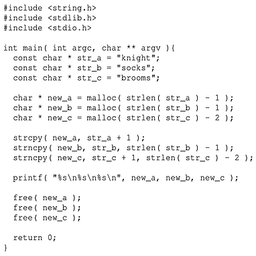 #include <string.h>
#include <stdlib.h>
#include <stdio.h>
int main( int argc, char ** argv ){
const char * str_a = "knight";
const char * str_b = "socks";
const char * str_c = "brooms";
char * new_a = malloc( strlen( str_a ) - 1 );
char * new_b = malloc( strlen( str_b ) - 1 );
char * new_c = malloc( strlen( str_c ) - 2 );
strcpy( new_a, str_a + 1 );
strncpy( new_b, str_b, strlen( str_b ) - 1 );
strncpy( new_c, str_c + 1, strlen( str_c ) - 2 );
printf( "%s\n%s\n%s\n", new_a, new_b, new_c );
free( new_a );
free( new_b );
free( new_c );
return 0;
}